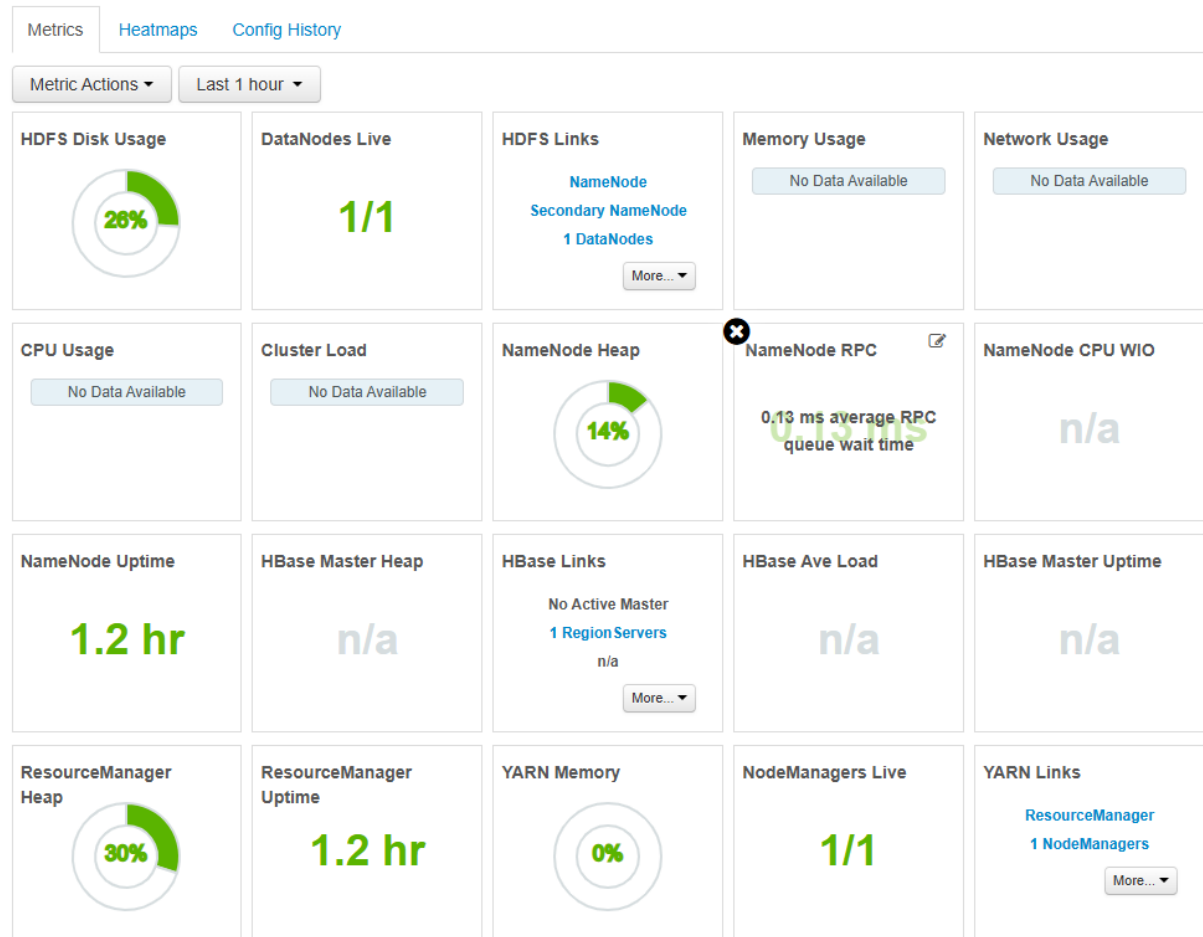 Metrics
Heatmaps
Config History
Metric Actions
Last 1 hour
HDFS Disk Usage
26%
DataNodes Live
1/1
HDFS Links
NameNode
Secondary NameNode
1 DataNodes
More...
Memory Usage
No Data Available
Network Usage
No Data Available
CPU Usage
No Data Available
Cluster Load
No Data Available
NameNode Heap
14%
NameNode RPC
0.13 ms
0.13 ms average RPC
queue wait time
NameNode CPU WIO
n/a
NameNode Uptime
1.2 hr
HBase Master Heap
n/a
HBase Links
No Active Master
1 RegionServers
n/a
More...
HBase Ave Load
n/a
HBase Master Uptime
n/a
ResourceManager
Heap
30%
ResourceManager
Uptime
1.2 hr
YARN Memory
0%
NodeManagers Live
1/1
YARN Links
ResourceManager
1 NodeManagers
More...